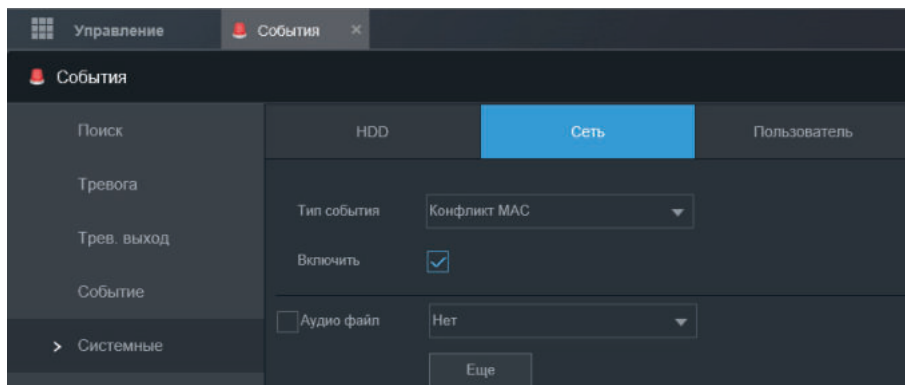 Управление
События ×
События
Поиск
HDD Сеть Пользователь
Тревога
Тип события Конфликт MAC
Трев. выход
Включить
Событие
Аудио файл Нет
> Системные
Еще